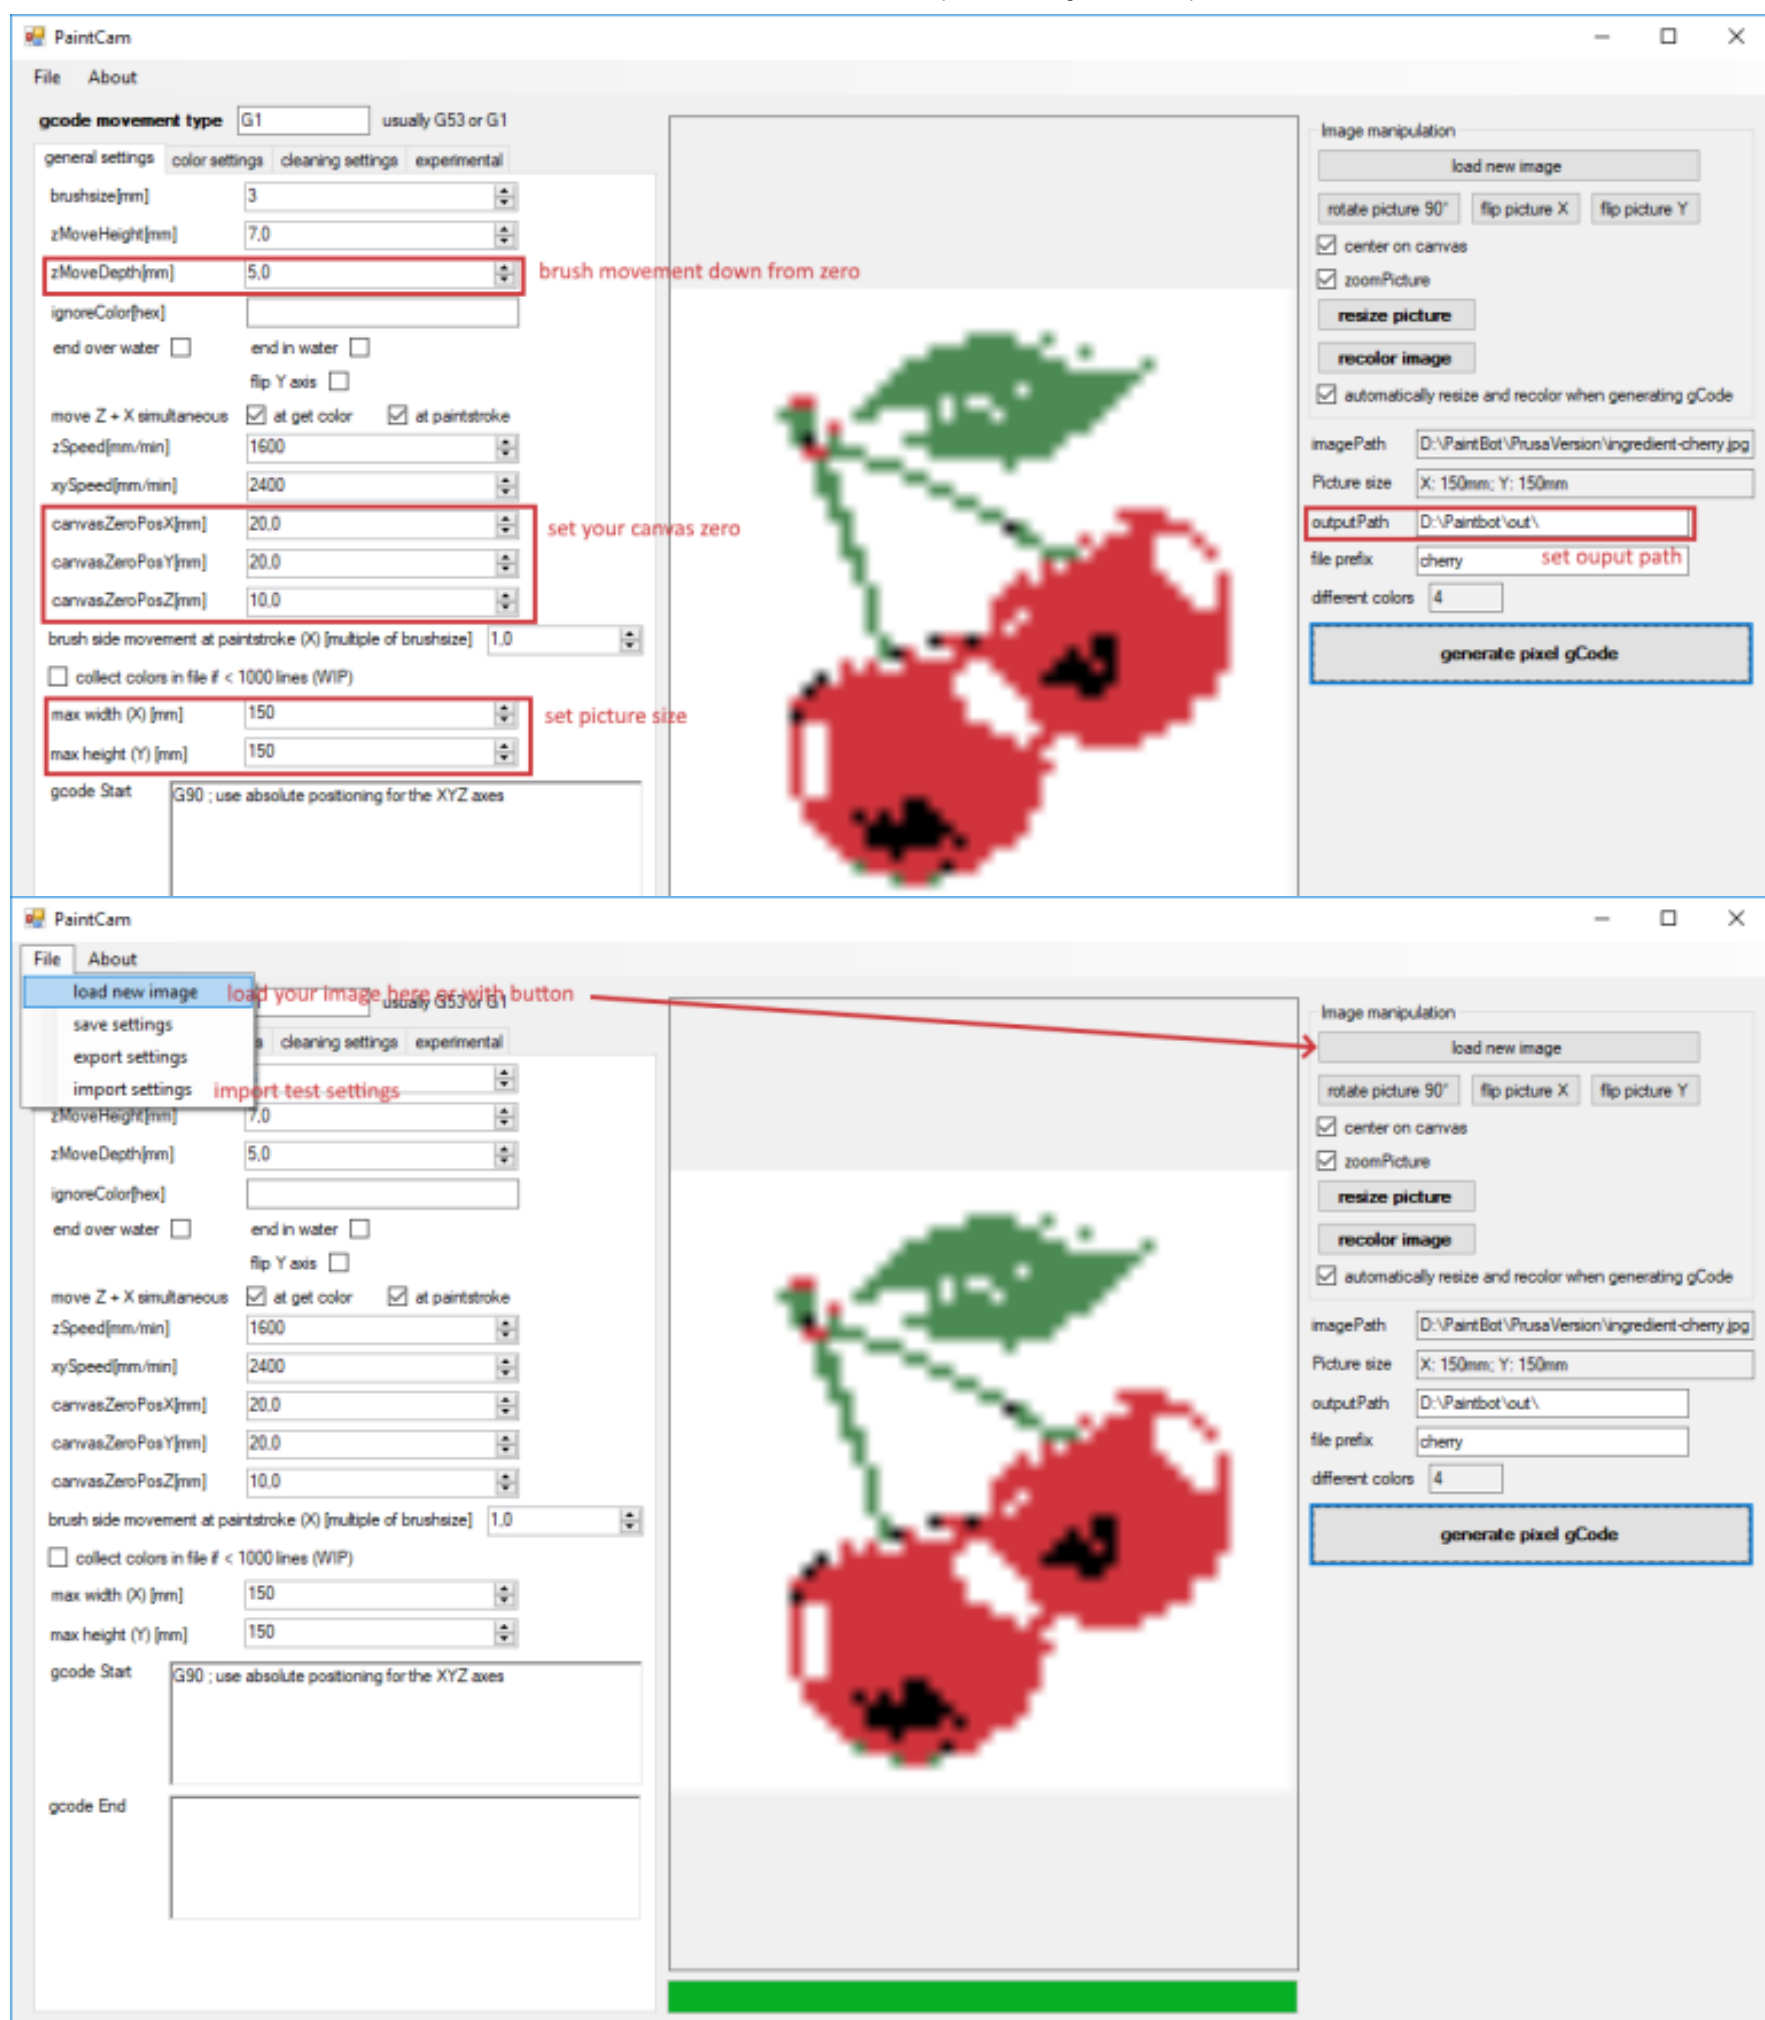 PaintCam
File About
gcode movement type G1 usually G53 or G1
general settings color settings cleaning settings experimental
brushsize[mm] 3
zMoveHeight[mm] 7,0
zMoveDepth[mm] 5,0 brush movement down from zero
ignoreColor[hex]
end over water end in water
flip Y axis
move Z + X simultaneous at get color at paintstroke
zSpeed[mm/min] 1600
xySpeed[mm/min] 2400
canvasZeroPosX[mm] 20,0 set your canvas zero
canvasZeroPosY[mm] 20,0
canvasZeroPosZ[mm] 10,0
brush side movement at paintstroke (X) [multiple of brushsize] 1,0
collect colors in file if < 1000 lines (WIP)
max width (X) [mm] 150 set picture size
max height (Y) [mm] 150
gcode Start G90 ; use absolute positioning for the XYZ axes
Image manipulation
load new image
rotate picture 90° flip picture X flip picture Y
center on canvas
zoomPicture
resize picture
recolor image
automatically resize and recolor when generating gCode
imagePath D:\PaintBot\PrusaVersion\ingredient-cherry.jpg
Picture size X: 150mm; Y: 150mm
outputPath D:\Paintbot\out\
file prefix cherry set ouput path
different colors 4
generate pixel gCode
PaintCam
File About
load new image load your image here or with button usually G53 or G1
save settings
export settings cleaning settings experimental
import settings import test settings
zMoveHeight[mm] 7,0
zMoveDepth[mm] 5,0
ignoreColor[hex]
end over water end in water
flip Y axis
move Z + X simultaneous at get color at paintstroke
zSpeed[mm/min] 1600
xySpeed[mm/min] 2400
canvasZeroPosX[mm] 20,0
canvasZeroPosY[mm] 20,0
canvasZeroPosZ[mm] 10,0
brush side movement at paintstroke (X) [multiple of brushsize] 1,0
collect colors in file if < 1000 lines (WIP)
max width (X) [mm] 150
max height (Y) [mm] 150
gcode Start G90 ; use absolute positioning for the XYZ axes
gcode End
Image manipulation
load new image
rotate picture 90° flip picture X flip picture Y
center on canvas
zoomPicture
resize picture
recolor image
automatically resize and recolor when generating gCode
imagePath D:\PaintBot\PrusaVersion\ingredient-cherry.jpg
Picture size X: 150mm; Y: 150mm
outputPath D:\Paintbot\out\
file prefix cherry
different colors 4
generate pixel gCode